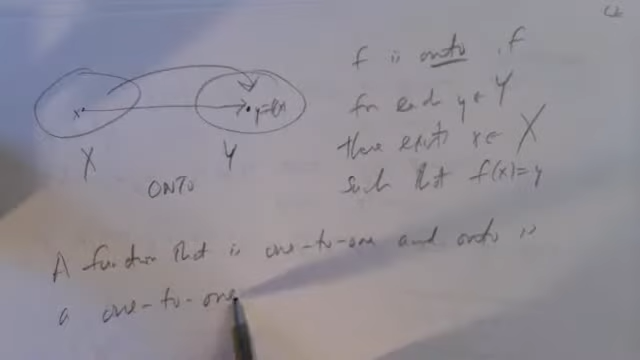 x
y=f(x)
X
Y
ONTO
f is onto if
for each y ∈ Y
there exists x ∈ X
such that f(x)=y
A function that is one-to-one and onto is
a one-to-one